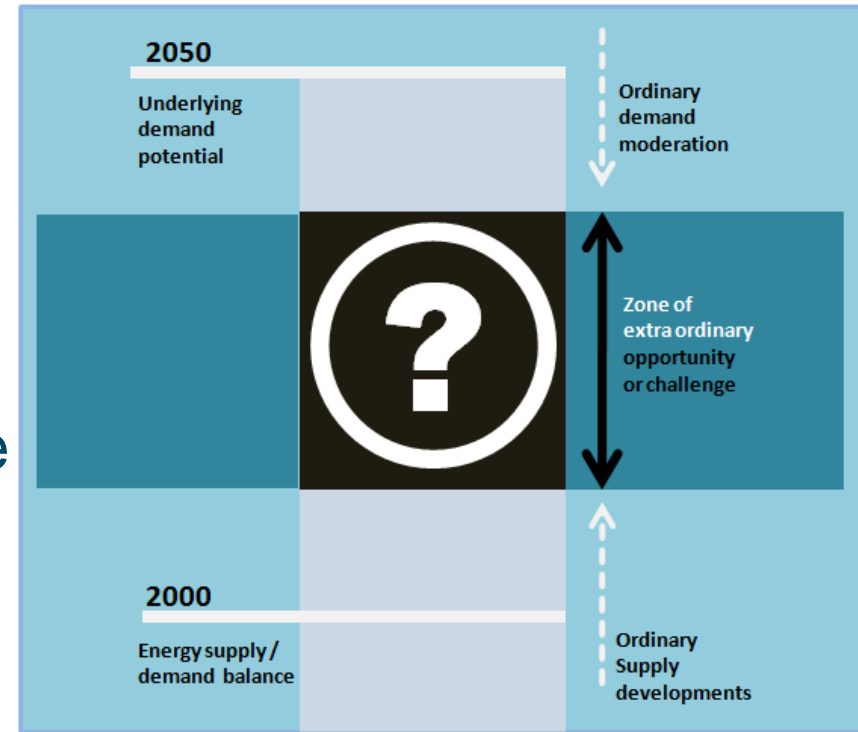 2050
Underlying
demand
potential
Ordinary
demand
moderation
?
Zone of
extra ordinary
opportunity
or challenge
e
2000
Energy supply /
demand balance
Ordinary
Supply
developments